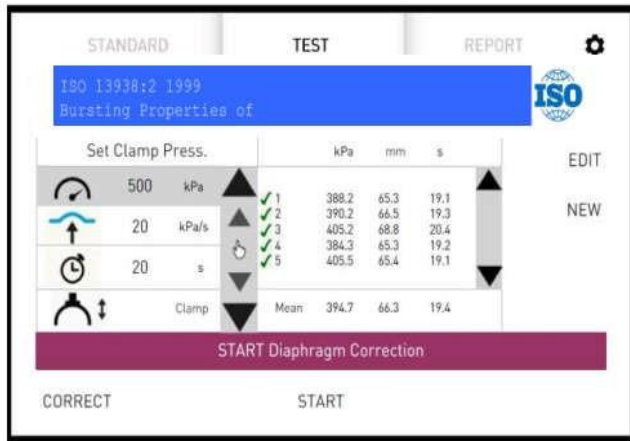 STANDARD TEST REPORT
ISO 13938:2 1999
Bursting Properties of
ISO
Set Clamp Press. kPa mm s
EDIT
500 kPa
NEW
20 kPa/s
20 s
Clamp
1 388.2 65.3 19.1
2 390.2 66.5 19.3
3 405.2 68.8 20.4
4 384.3 65.3 19.2
5 405.5 65.4 19.1
Mean 394.7 66.3 19.4
START Diaphragm Correction
CORRECT START